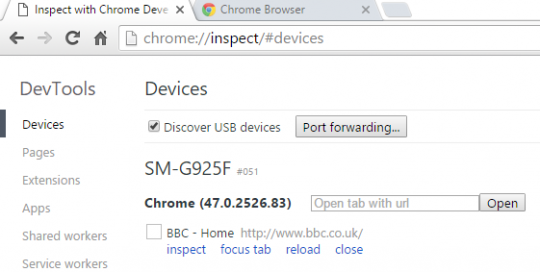 Inspect with Chrome Deve
Chrome Browser
chrome://inspect/#devices
DevTools
Devices
Pages
Extensions
Apps
Shared workers
Service workers
Devices
Discover USB devices
Port forwarding...
SM-G925F #051
Chrome (47.0.2526.83)
Open tab with url
Open
BBC - Home http://www.bbc.co.uk/
inspect focus tab reload close